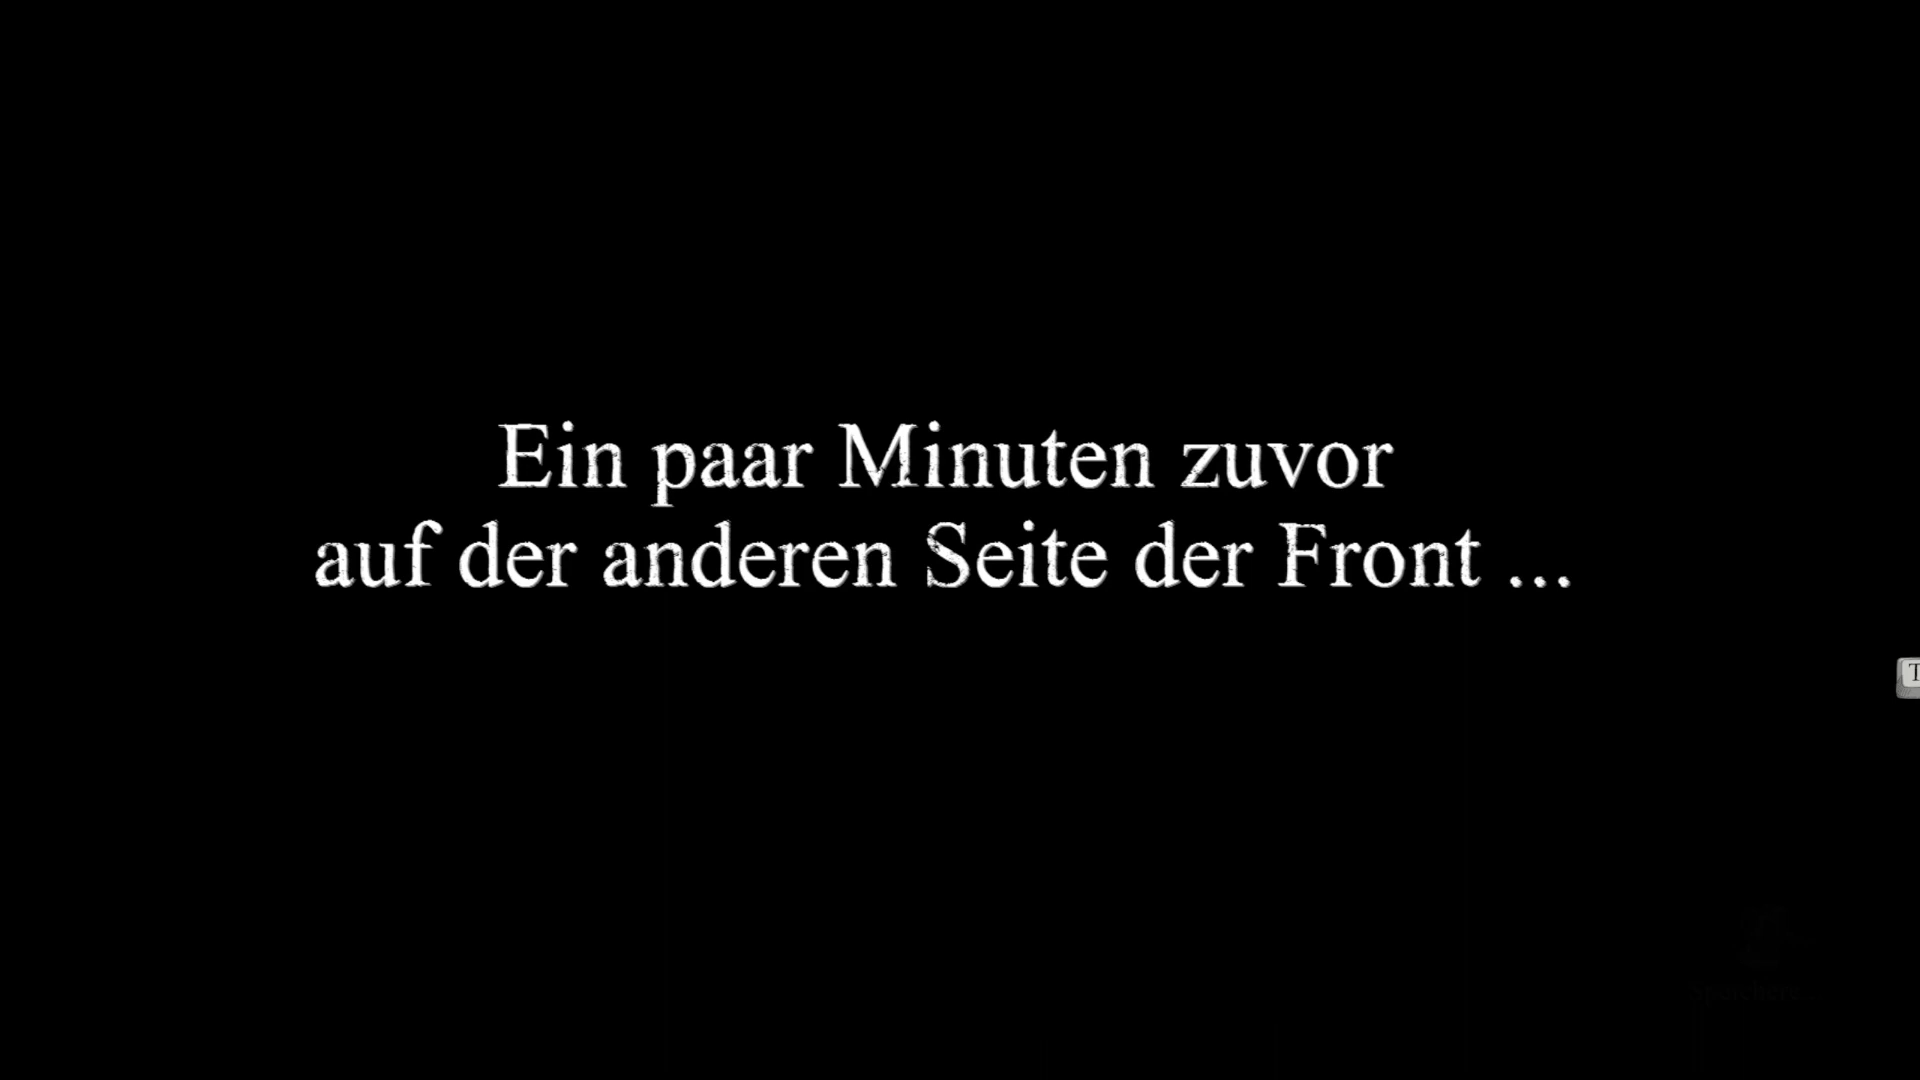 Ein paar Minuten zuvor
auf der anderen Seite der Front ...
T